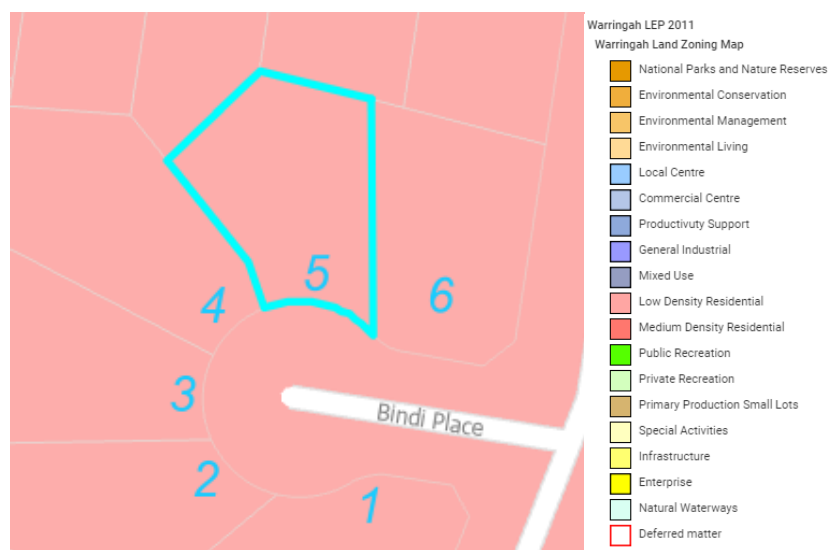 5
6
4
3
Bindi Place
2
1
Warringah LEP 2011
Warringah Land Zoning Map
National Parks and Nature Reserves
Environmental Conservation
Environmental Management
Environmental Living
Local Centre
Commercial Centre
Productivuty Support
General Industrial
Mixed Use
Low Density Residential
Medium Density Residential
Public Recreation
Private Recreation
Primary Production Small Lots
Special Activities
Infrastructure
Enterprise
Natural Waterways
Deferred matter